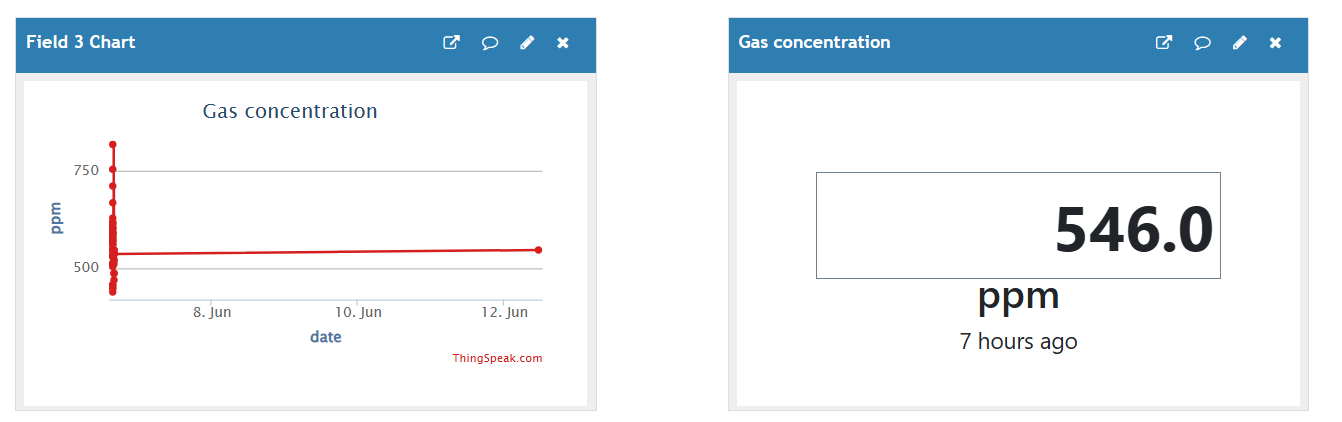 Field 3 Chart
Gas concentration
750
500
ppm
8. Jun
10. Jun
12. Jun
date
ThingSpeak.com
Gas concentration
546.0
ppm
7 hours ago